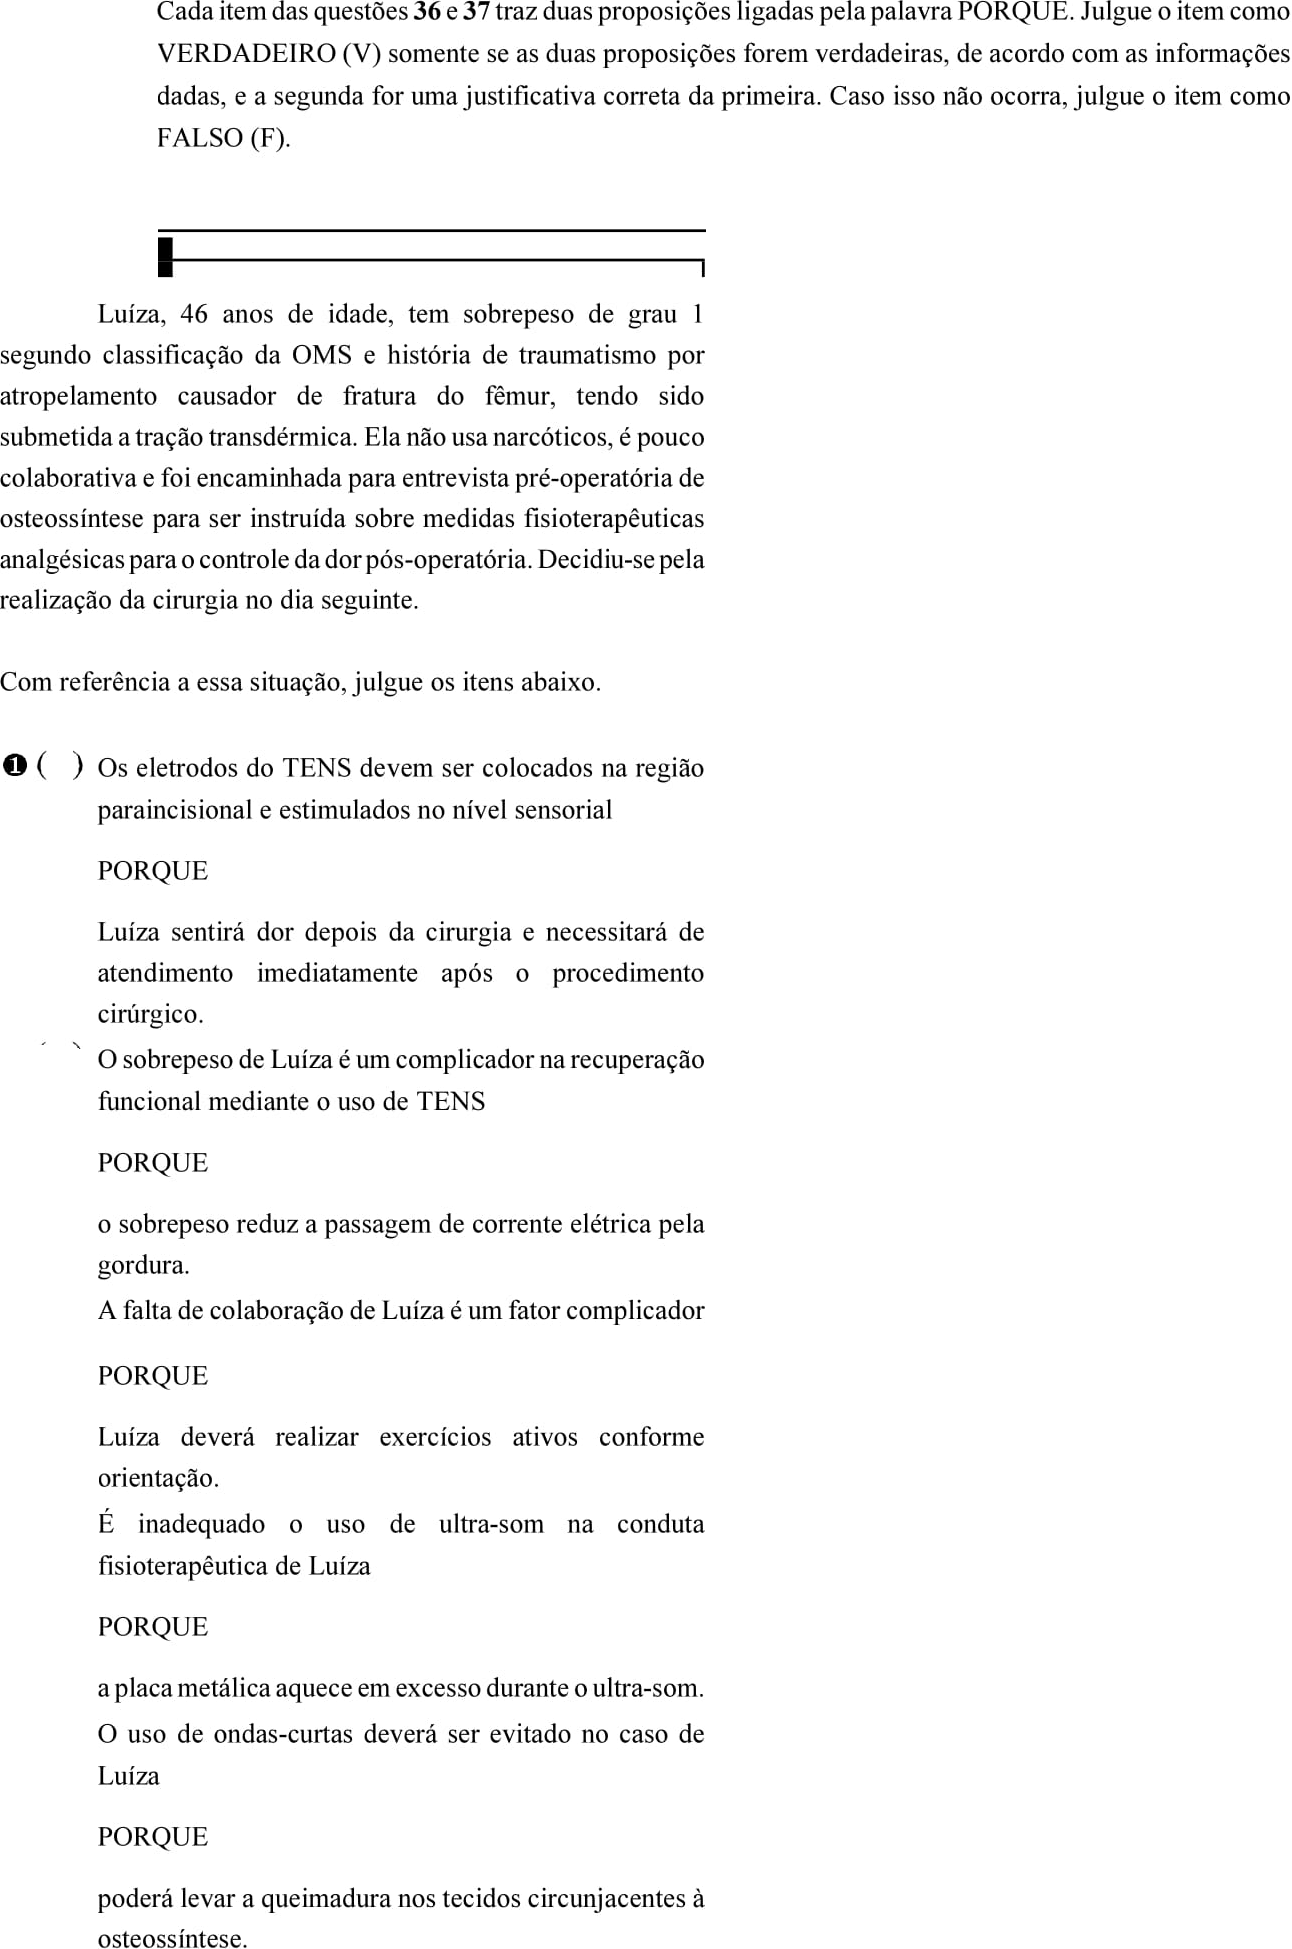 Cada item das questões 36 e 37 traz duas proposições ligadas pela palavra PORQUE. Julgue o item como
VERDADEIRO (V) somente se as duas proposições forem verdadeiras, de acordo com as informações
dadas, e a segunda for uma justificativa correta da primeira. Caso isso não ocorra, julgue o item como
FALSO (F).
Luíza, 46 anos de idade, tem sobrepeso de grau 1
segundo classificação da OMS e história de traumatismo por
atropelamento causador de fratura do fêmur, tendo sido
submetida a tração transdérmica. Ela não usa narcóticos, é pouco
colaborativa e foi encaminhada para entrevista pré-operatória de
osteossíntese para ser instruída sobre medidas fisioterapêuticas
analgésicas para o controle da dor pós-operatória. Decidiu-se pela
realização da cirurgia no dia seguinte.
Com referência a essa situação, julgue os itens abaixo.
❶ ( ) Os eletrodos do TENS devem ser colocados na região
paraincisional e estimulados no nível sensorial
PORQUE
Luíza sentirá dor depois da cirurgia e necessitará de
atendimento imediatamente após o procedimento
cirúrgico.
O sobrepeso de Luíza é um complicador na recuperação
funcional mediante o uso de TENS
PORQUE
o sobrepeso reduz a passagem de corrente elétrica pela
gordura.
A falta de colaboração de Luíza é um fator complicador
PORQUE
Luíza deverá realizar exercícios ativos conforme
orientação.
É inadequado o uso de ultra-som na conduta
fisioterapêutica de Luíza
PORQUE
a placa metálica aquece em excesso durante o ultra-som.
O uso de ondas-curtas deverá ser evitado no caso de
Luíza
PORQUE
poderá levar a queimadura nos tecidos circunjacentes à
osteossíntese.